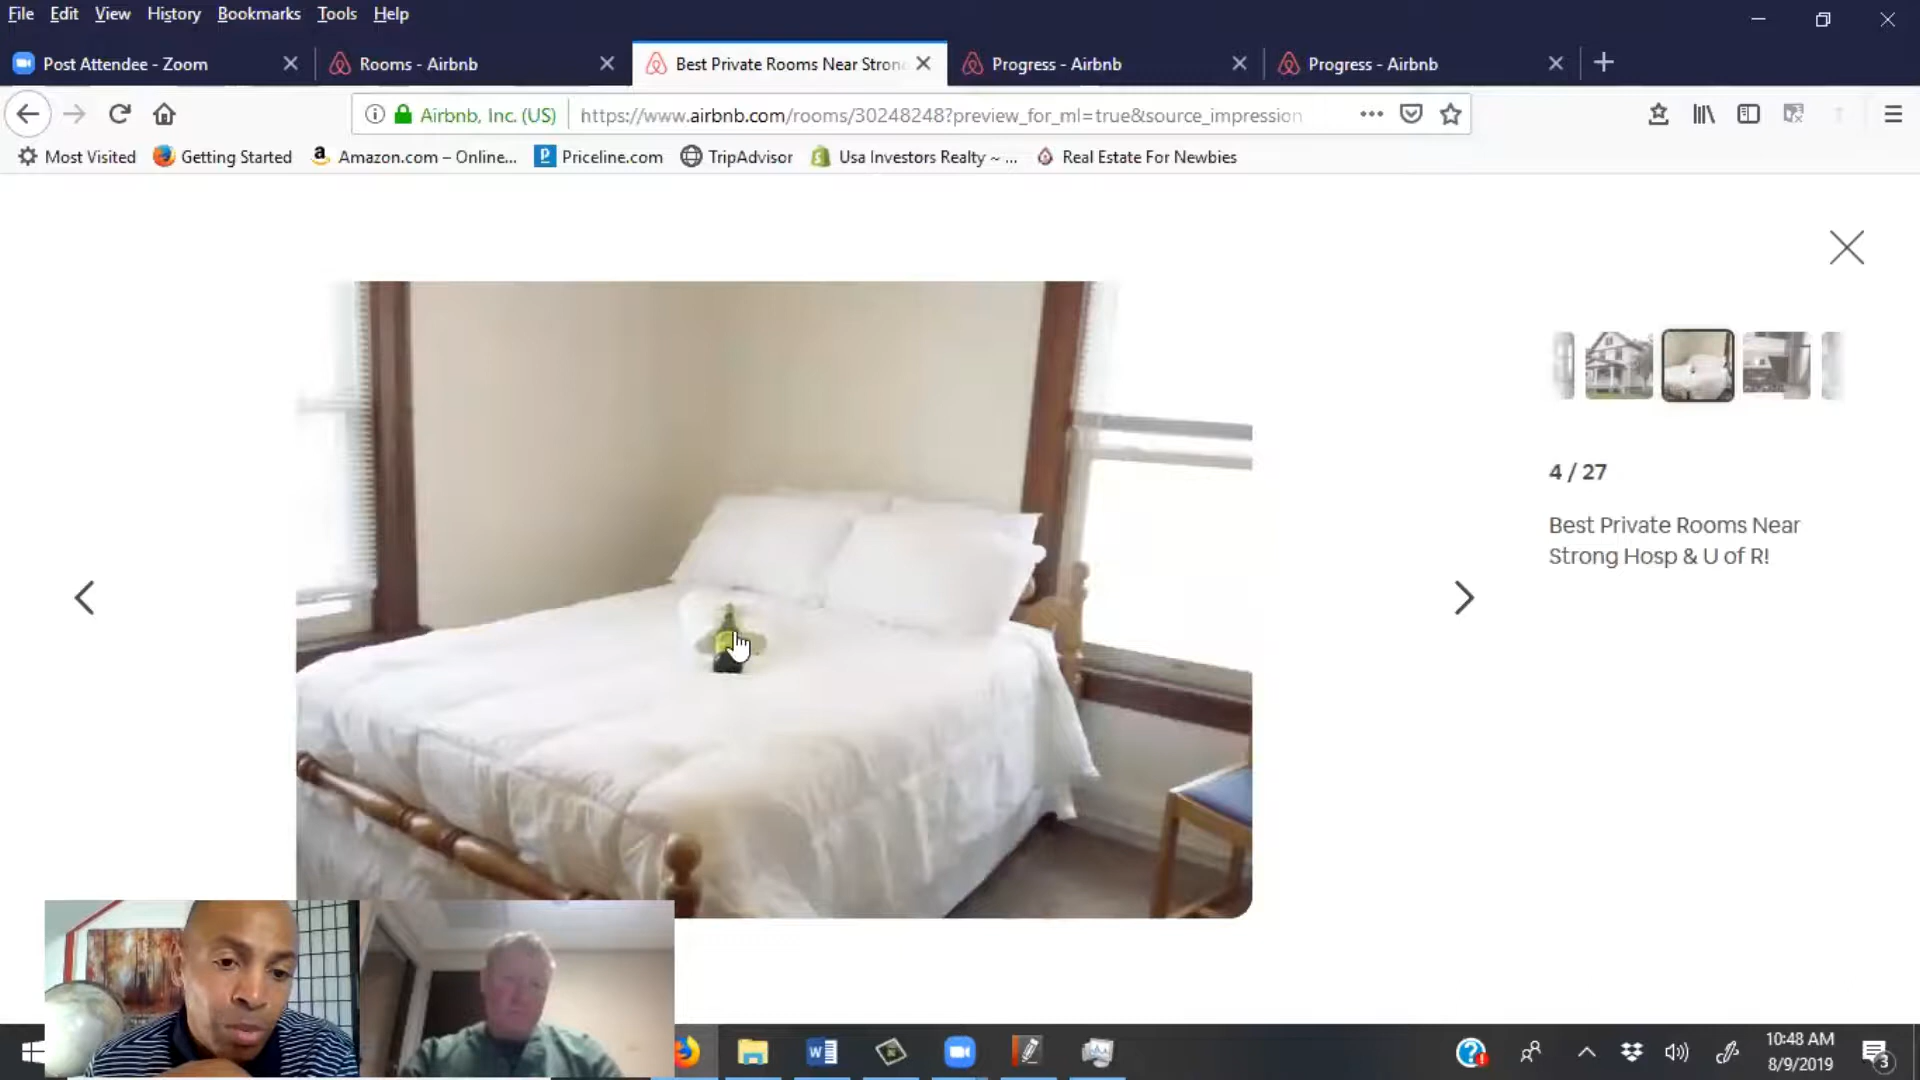 File Edit View History Bookmarks Tools Help
Post Attendee - Zoom Rooms - Airbnb Best Private Rooms Near Stron Progress - Airbnb Progress - Airbnb
Airbnb, Inc. (US) https://www.airbnb.com/rooms/30248248?preview_for_ml=true&source_impression
Most Visited Getting Started Amazon.com – Online... Priceline.com TripAdvisor Usa Investors Realty ~ ... Real Estate For Newbies
4 / 27
Best Private Rooms Near
Strong Hosp & U of R!
10:48 AM
8/9/2019
3